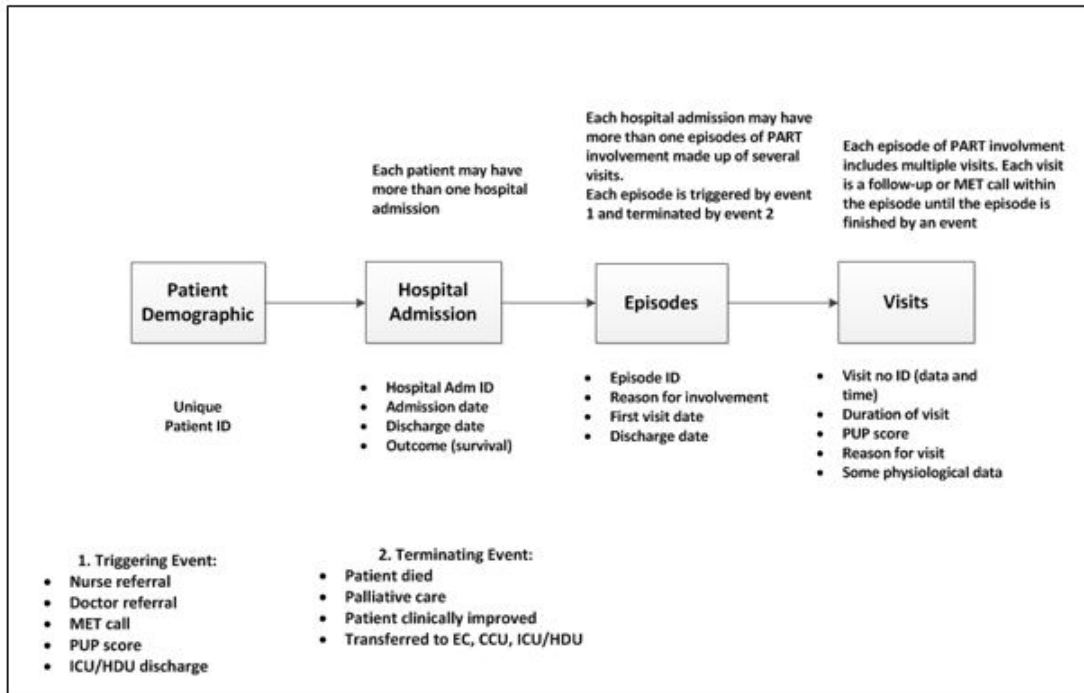 Each patient may have
more than one hospital
admission
Each hospital admission may have
more than one episodes of PART
involvement made up of several
visits.
Each episode is triggered by event
1 and terminated by event 2
Each episode of PART involvment
includes multiple visits. Each visit
is a follow-up or MET call within
the episode until the episode is
finished by an event
Patient
Demographic
Hospital
Admission
Episodes
Visits
Unique
Patient ID
• Hospital Adm ID
• Admission date
• Discharge date
• Outcome (survival)
• Episode ID
• Reason for involvement
• First visit date
• Discharge date
• Visit no ID (data and
time)
• Duration of visit
• PUP score
• Reason for visit
• Some physiological data
1. Triggering Event:
• Nurse referral
• Doctor referral
• MET call
• PUP score
• ICU/HDU discharge
2. Terminating Event:
• Patient died
• Palliative care
• Patient clinically improved
• Transferred to EC, CCU, ICU/HDU